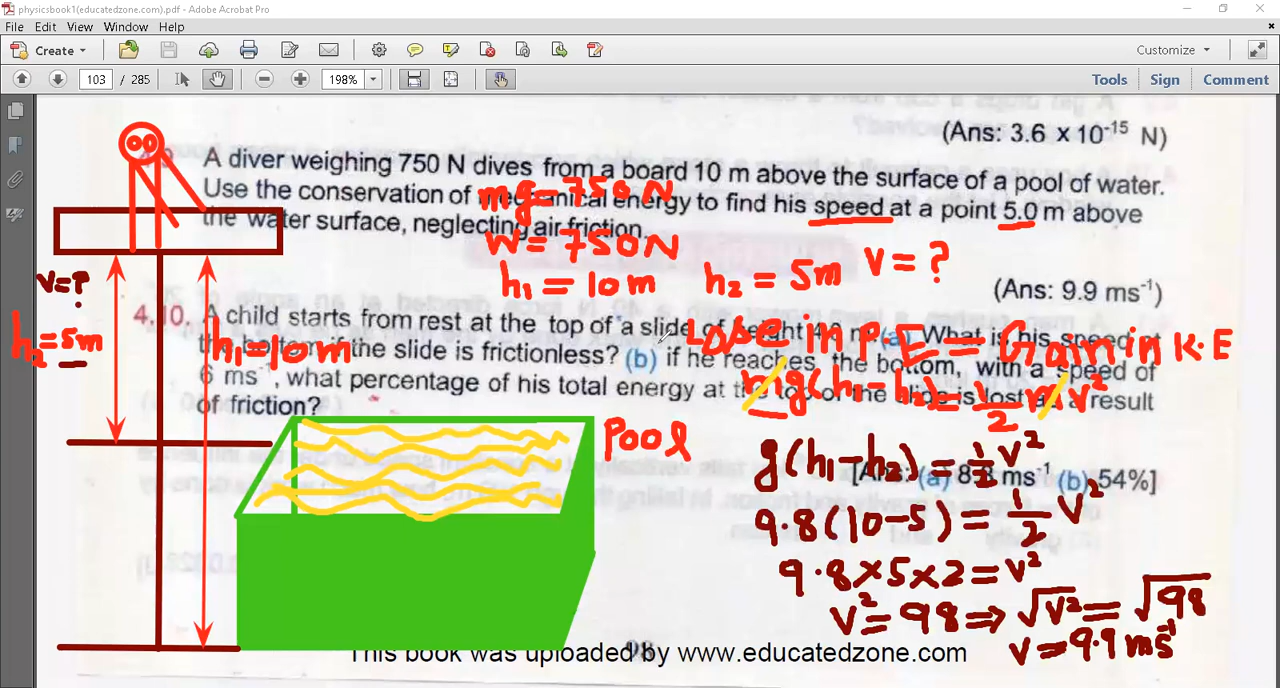 physicsbook1(educatedzone.com).pdf - Adobe Acrobat Pro
File Edit View Window Help
Create
Customize
103 / 285
198%
Tools Sign Comment
(Ans: 3.6 x 10⁻¹⁵ N)
A diver weighing 750 N dives from a board 10 m above the surface of a pool of water.
mg=750N
Use the conservation of mechanical energy to find his speed at a point 5.0 m above
the water surface, neglecting air friction.
W=750N
h₁=10m h₂=5m V=?
v=?
(Ans: 9.9 ms⁻¹)
4.10. A child starts from rest at the top of a slide of height 4.0 m. (a) What is his speed
h₂=5m
h₁=10m
Lose in P.E = Gain in K.E
the bottom if the slide is frictionless? (b) if he reaches the bottom, with a speed of
6 ms⁻¹, what percentage of his total energy at the top of the slide is lost as a result
mg(h₁-h₂)=½mv²
of friction?
Pool
g(h₁-h₂)=½v²
[Ans: (a) 8.8 ms⁻¹ (b) 54%]
9.8(10-5)=½v²
9.8×5×2=v²
v²=98⇒√v²=√98
v=9.9ms⁻¹
98
This book was uploaded by www.educatedzone.com